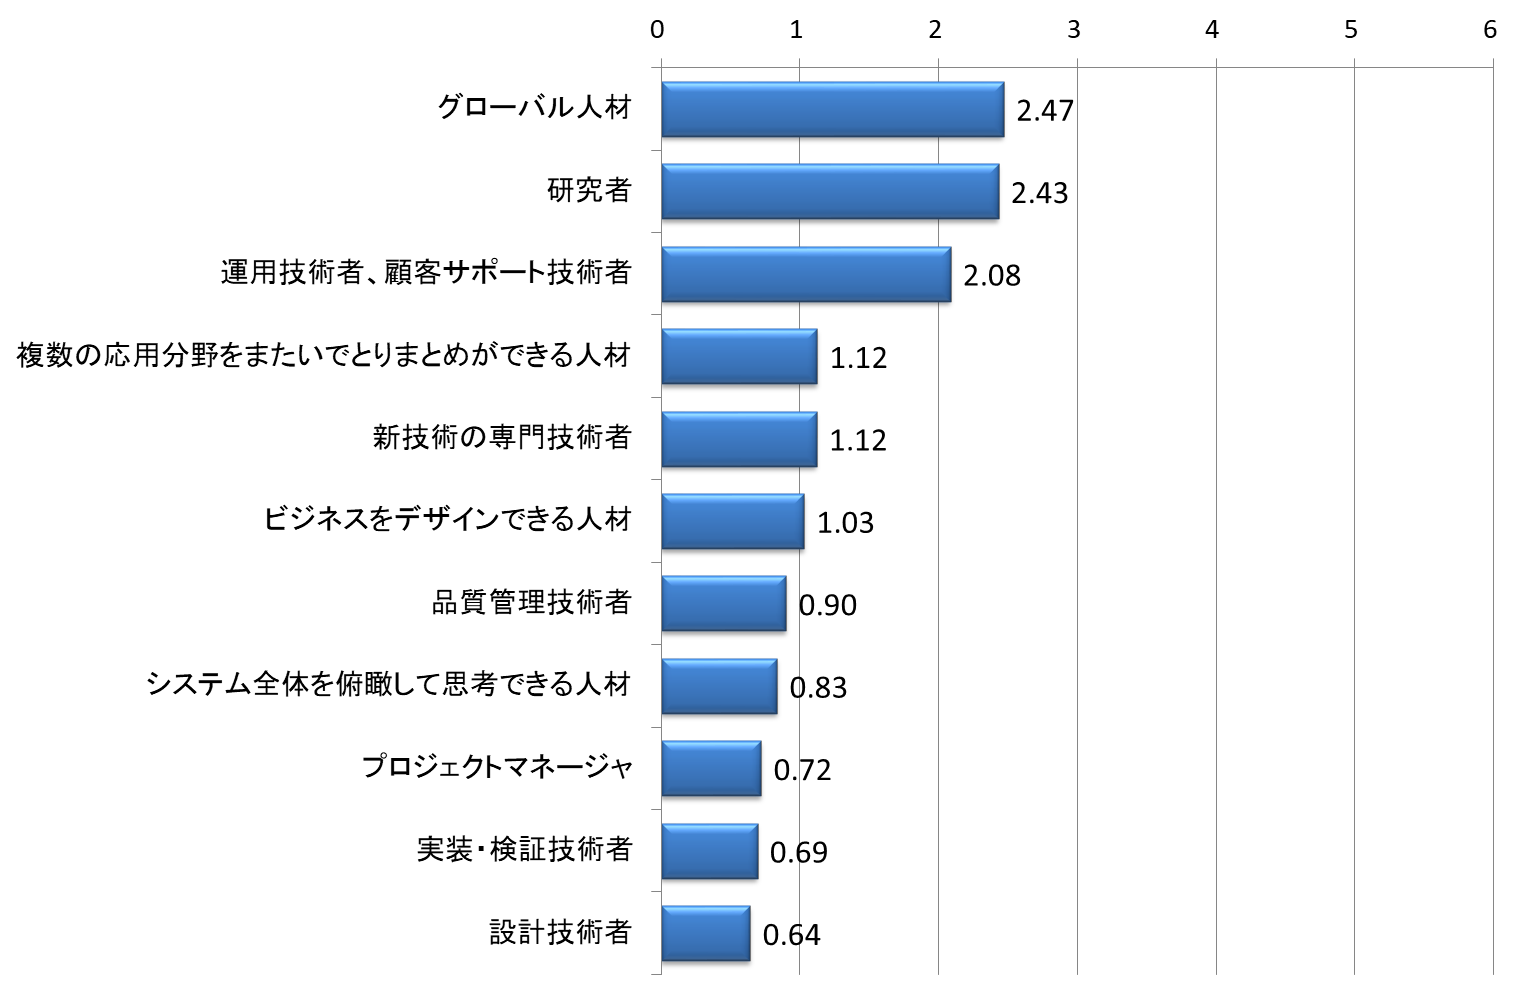 0 1 2 3 4 5 6
グローバル人材 2.47
研究者 2.43
運用技術者、顧客サポート技術者 2.08
複数の応用分野をまたいでとりまとめができる人材 1.12
新技術の専門技術者 1.12
ビジネスをデザインできる人材 1.03
品質管理技術者 0.90
システム全体を俯瞰して思考できる人材 0.83
プロジェクトマネージャ 0.72
実装・検証技術者 0.69
設計技術者 0.64